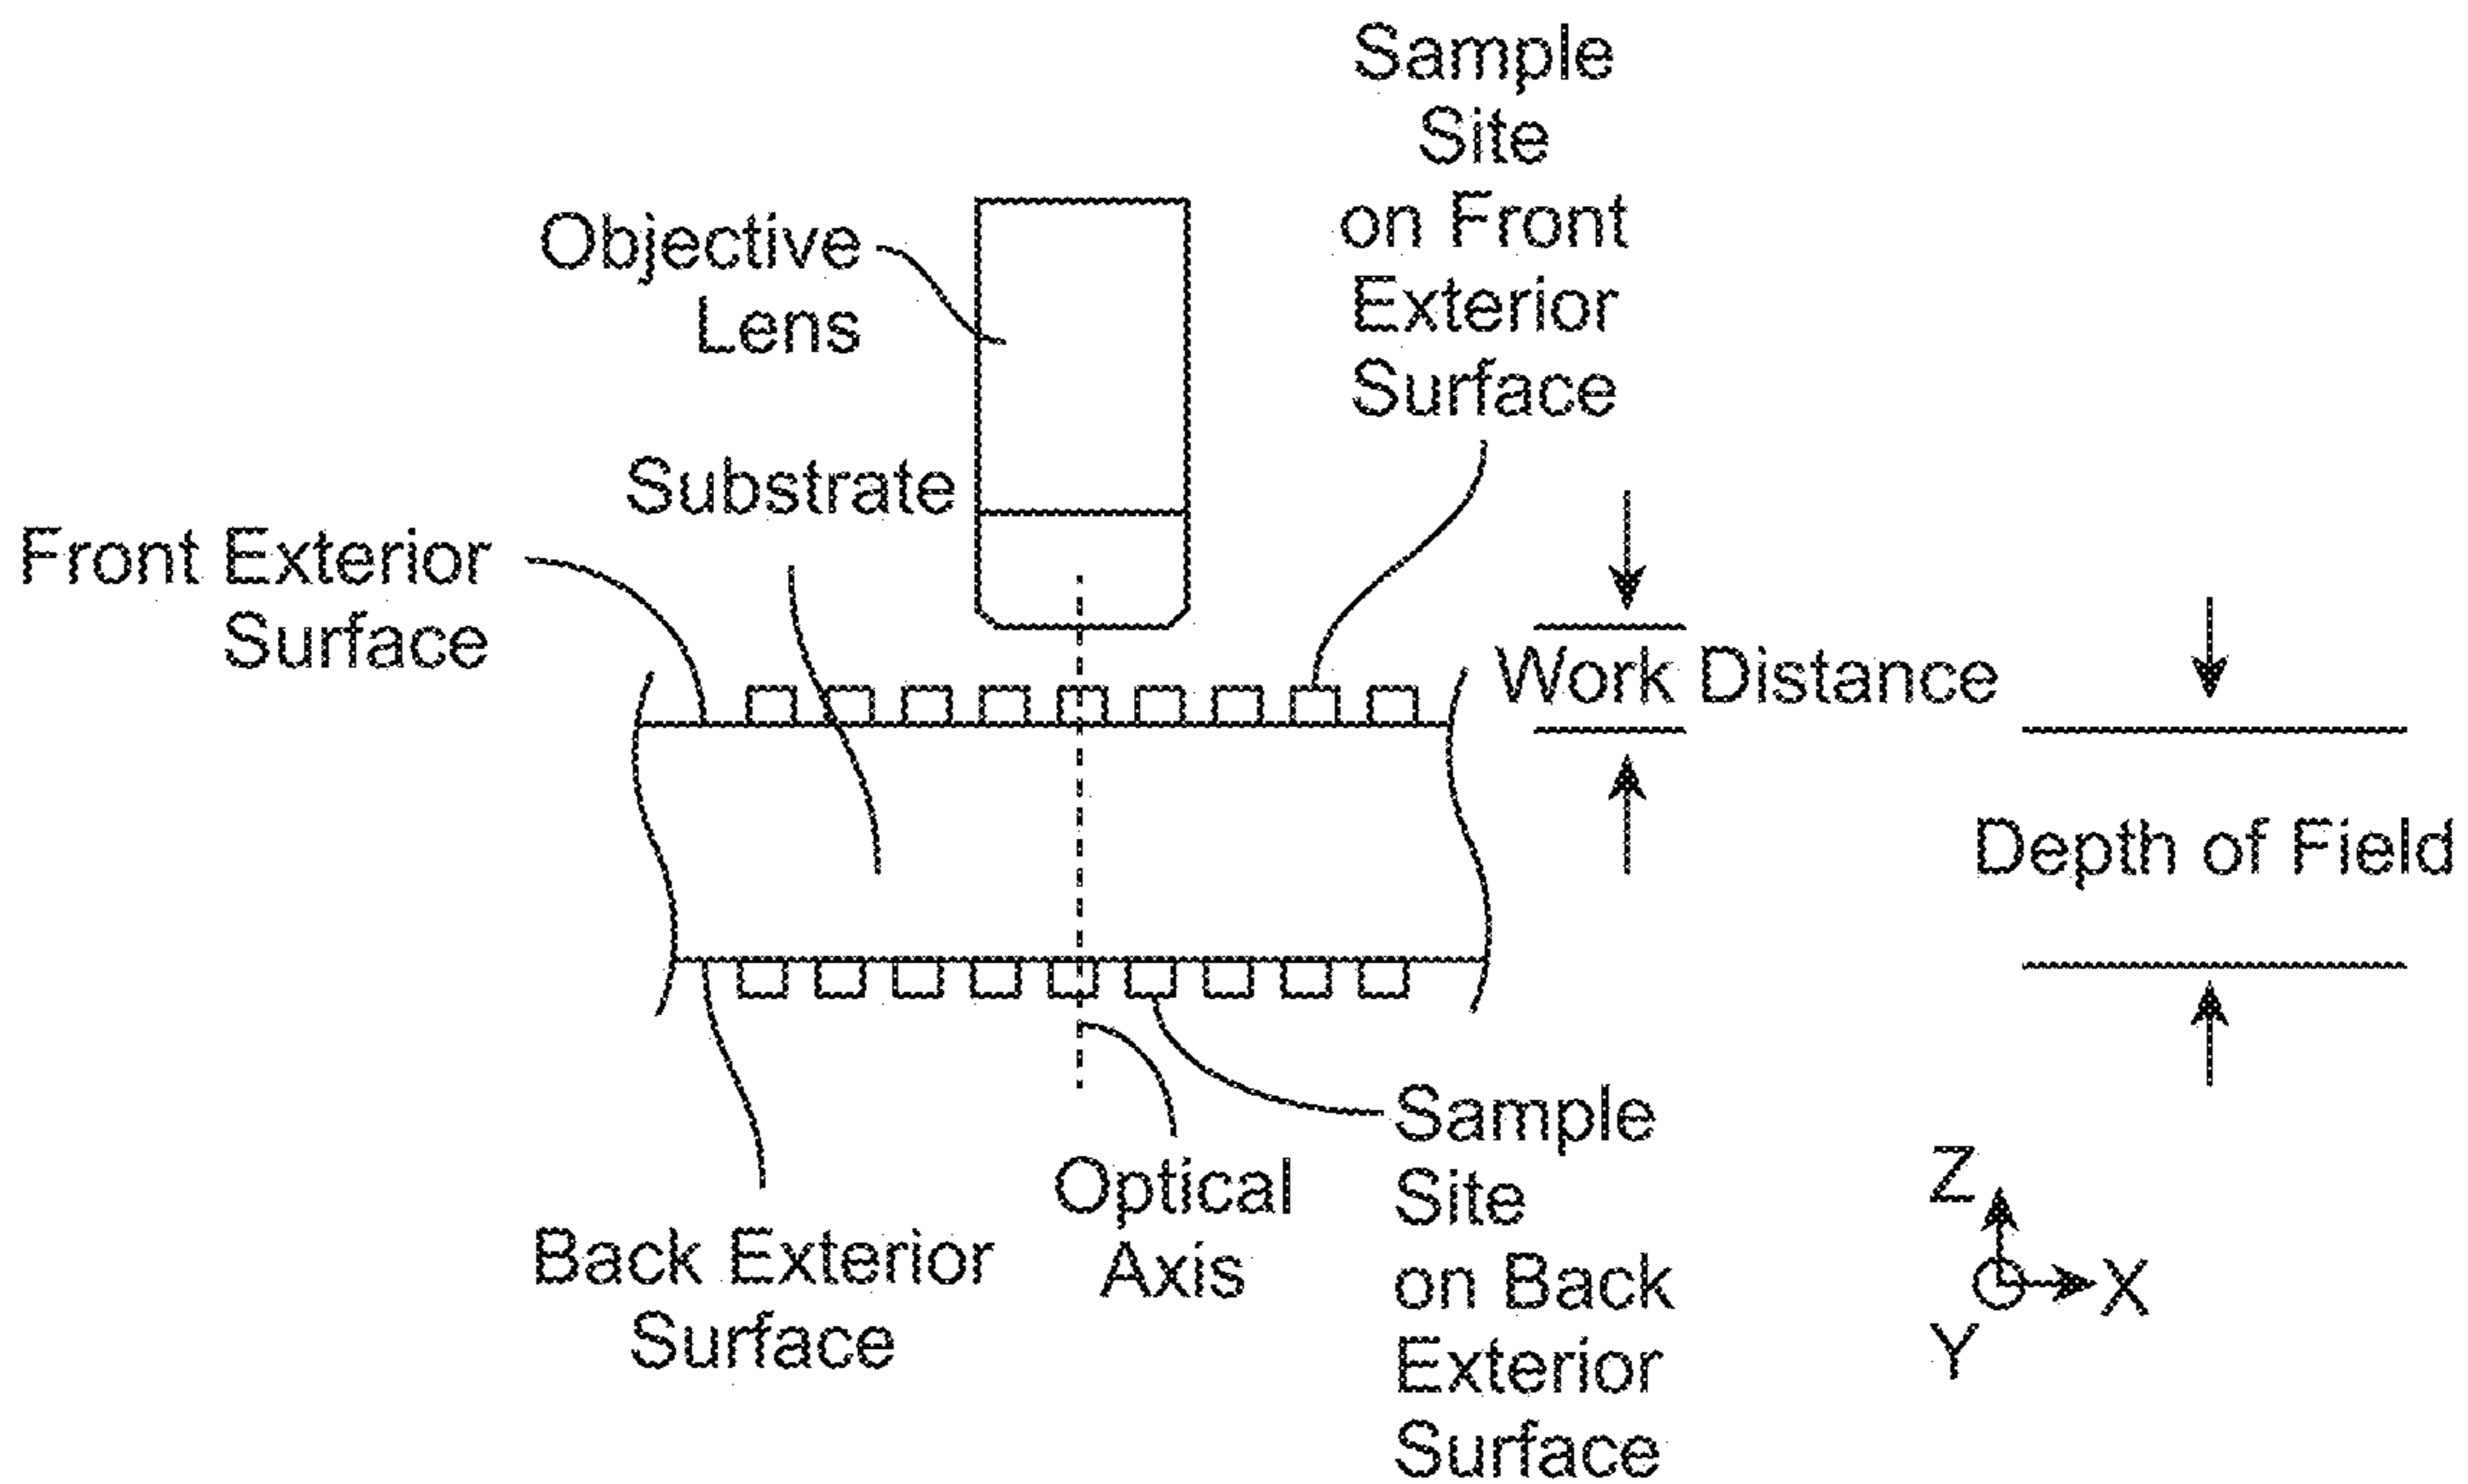 Sample
Site
on Front
Exterior
Surface
Objective
Lens
Substrate
Front Exterior
Surface
Work Distance
Depth of Field
Back Exterior
Surface
Optical
Axis
Sample
Site
on Back
Exterior
Surface
Z
X
Y